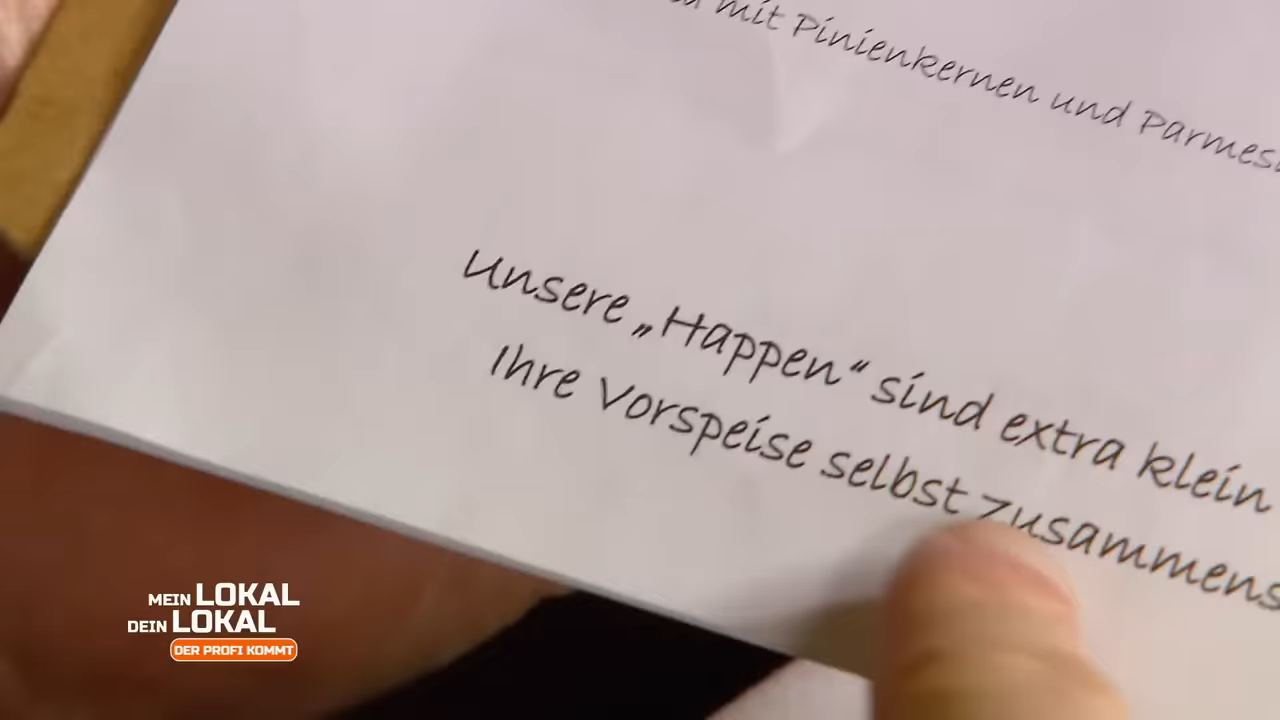 mit Pinienkernen und
Unsere „Happen“ sind extra klein
Ihre Vorspeise selbst
MEIN LOKAL
DEIN LOKAL
DER PROFI KOMMT